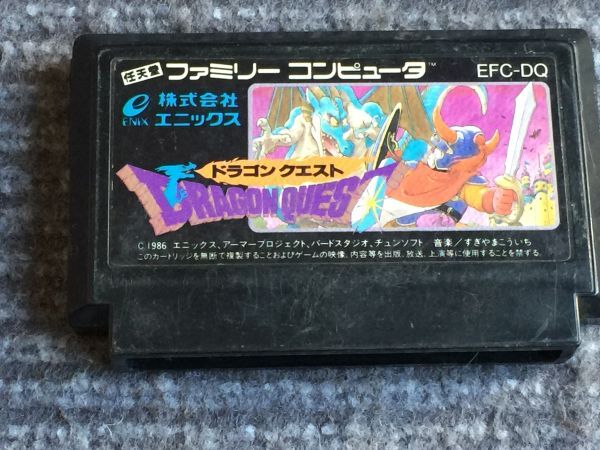 任天堂 ファミリー コンピュータ™ EFC-DQ
ENIX 株式会社 エニックス
ドラゴンクエスト
DRAGON QUEST
C1986 エニックス、アーマープロジェクト、バードスタジオ、チュンソフト 音楽/すぎやまこういち
このカートリッジを無断で複製することおよびゲームの映像、内容等を出版、放送、上演等に使用することを禁ずる。